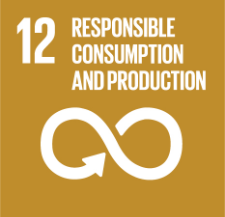 12 RESPONSIBLE
CONSUMPTION
AND PRODUCTION